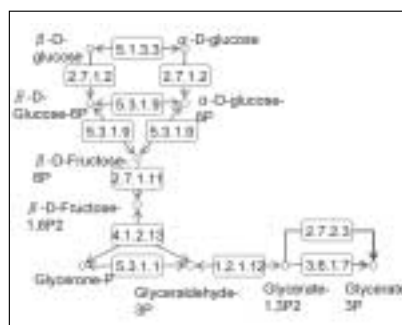 β-D-glucose
5.1.3.3
α-D-glucose
2.7.1.2
2.7.1.2
β-D-
Glucose-6P
5.3.1.9
α-D-glucose-
6P
5.3.1.9
5.3.1.9
β-D-Fructose-
6P
2.7.1.11
β-D-Fructose-
1,6P2
4.1.2.13
5.3.1.1
Glycerone-P
Glyceraldehyde-
3P
1.2.1.12
2.7.2.3
3.6.1.7
Glycerate-
1,3P2
Glycerate-
3P